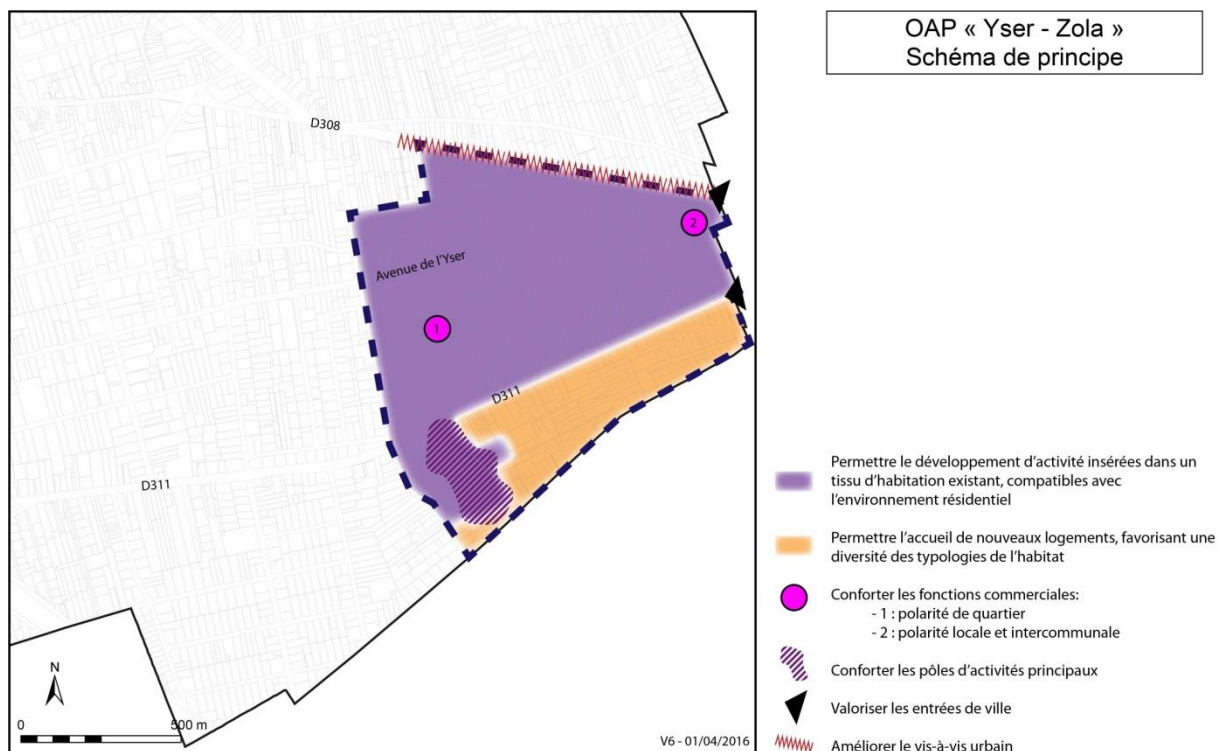 OAP « Yser - Zola »
Schéma de principe
D308
2
Avenue de l'Yser
1
D311
D311
N
0
500 m
V6 - 01/04/2016
Permettre le développement d'activité insérées dans un
tissu d'habitation existant, compatibles avec
l'environnement résidentiel
Permettre l'accueil de nouveaux logements, favorisant une
diversité des typologies de l'habitat
Conforter les fonctions commerciales:
- 1 : polarité de quartier
- 2 : polarité locale et intercommunale
Conforter les pôles d'activités principaux
Valoriser les entrées de ville
Améliorer le vis-à-vis urbain